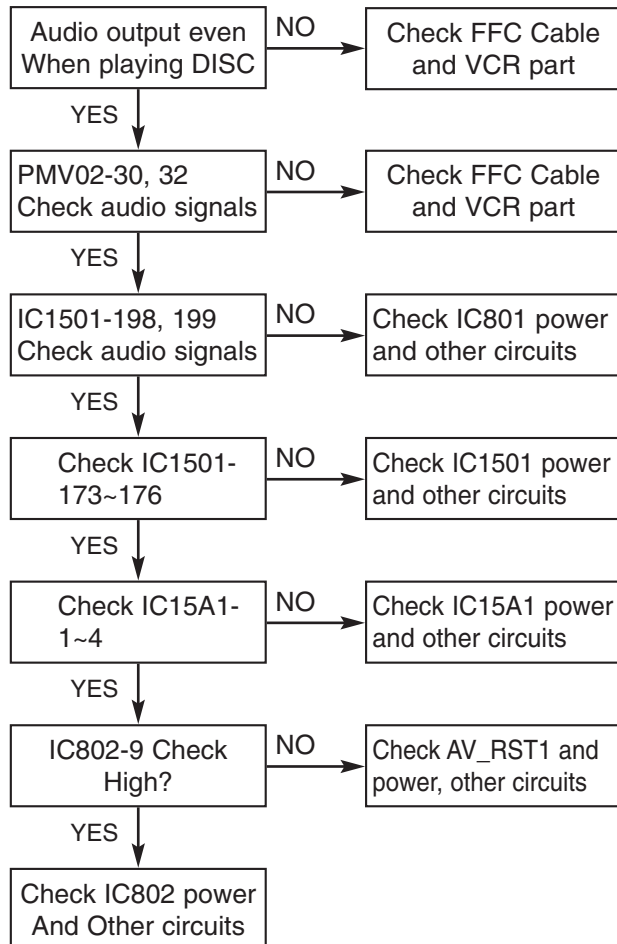 Audio output even
When playing DISC
NO
Check FFC Cable
and VCR part
YES
PMV02-30, 32
Check audio signals
NO
Check FFC Cable
and VCR part
YES
IC1501-198, 199
Check audio signals
NO
Check IC801 power
and other circuits
YES
Check IC1501-
173~176
NO
Check IC1501 power
and other circuits
YES
Check IC15A1-
1~4
NO
Check IC15A1 power
and other circuits
YES
IC802-9 Check
High?
NO
Check AV_RST1 and
power, other circuits
YES
Check IC802 power
And Other circuits